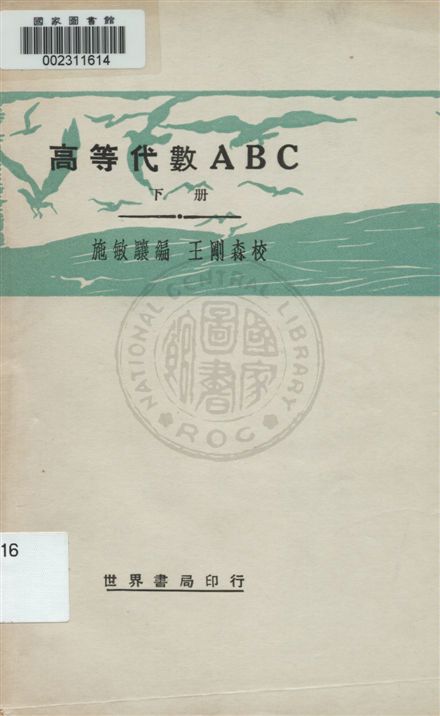 國家圖書館
002311614
高等代數ABC
下册
施敏驤編 王剛森校
NATIONAL CENTRAL LIBRARY
國家圖書館
ROC
16
世界書局印行